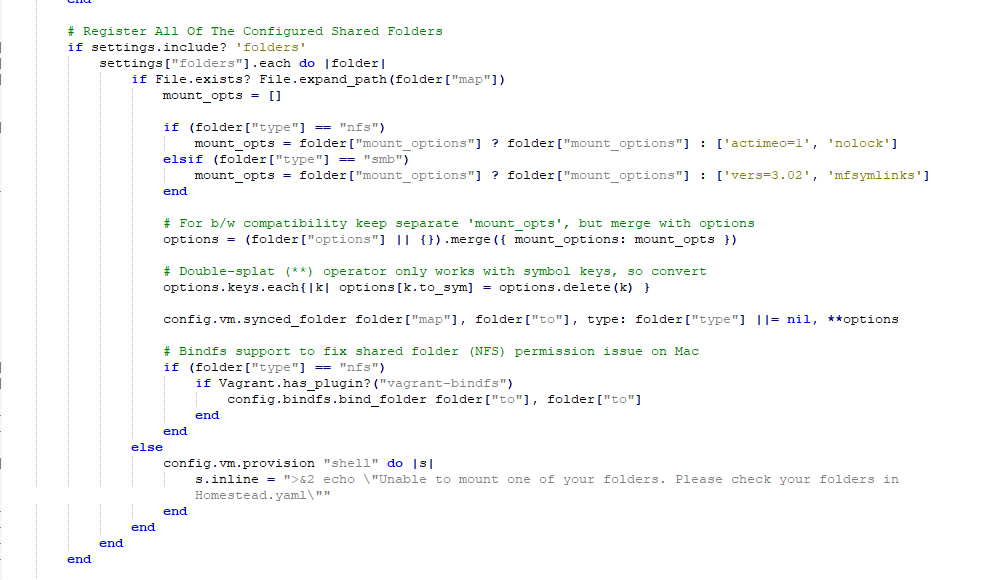 end
# Register All Of The Configured Shared Folders
if settings.include? 'folders'
settings["folders"].each do |folder|
if File.exists? File.expand_path(folder["map"])
mount_opts = []
if (folder["type"] == "nfs")
mount_opts = folder["mount_options"] ? folder["mount_options"] : ['actimeo=1', 'nolock']
elsif (folder["type"] == "smb")
mount_opts = folder["mount_options"] ? folder["mount_options"] : ['vers=3.02', 'mfsymlinks']
end
# For b/w compatibility keep separate 'mount_opts', but merge with options
options = (folder["options"] || {}).merge({ mount_options: mount_opts })
# Double-splat (**) operator only works with symbol keys, so convert
options.keys.each{|k| options[k.to_sym] = options.delete(k) }
config.vm.synced_folder folder["map"], folder["to"], type: folder["type"] ||= nil, **options
# Bindfs support to fix shared folder (NFS) permission issue on Mac
if (folder["type"] == "nfs")
if Vagrant.has_plugin?("vagrant-bindfs")
config.bindfs.bind_folder folder["to"], folder["to"]
end
end
else
config.vm.provision "shell" do |s|
s.inline = ">&2 echo \"Unable to mount one of your folders. Please check your folders in
Homestead.yaml\""
end
end
end
end